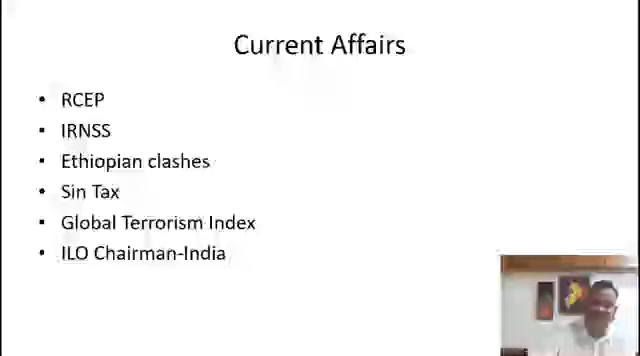 Current Affairs
• RCEP
• IRNSS
• Ethiopian clashes
• Sin Tax
• Global Terrorism Index
• ILO Chairman-India